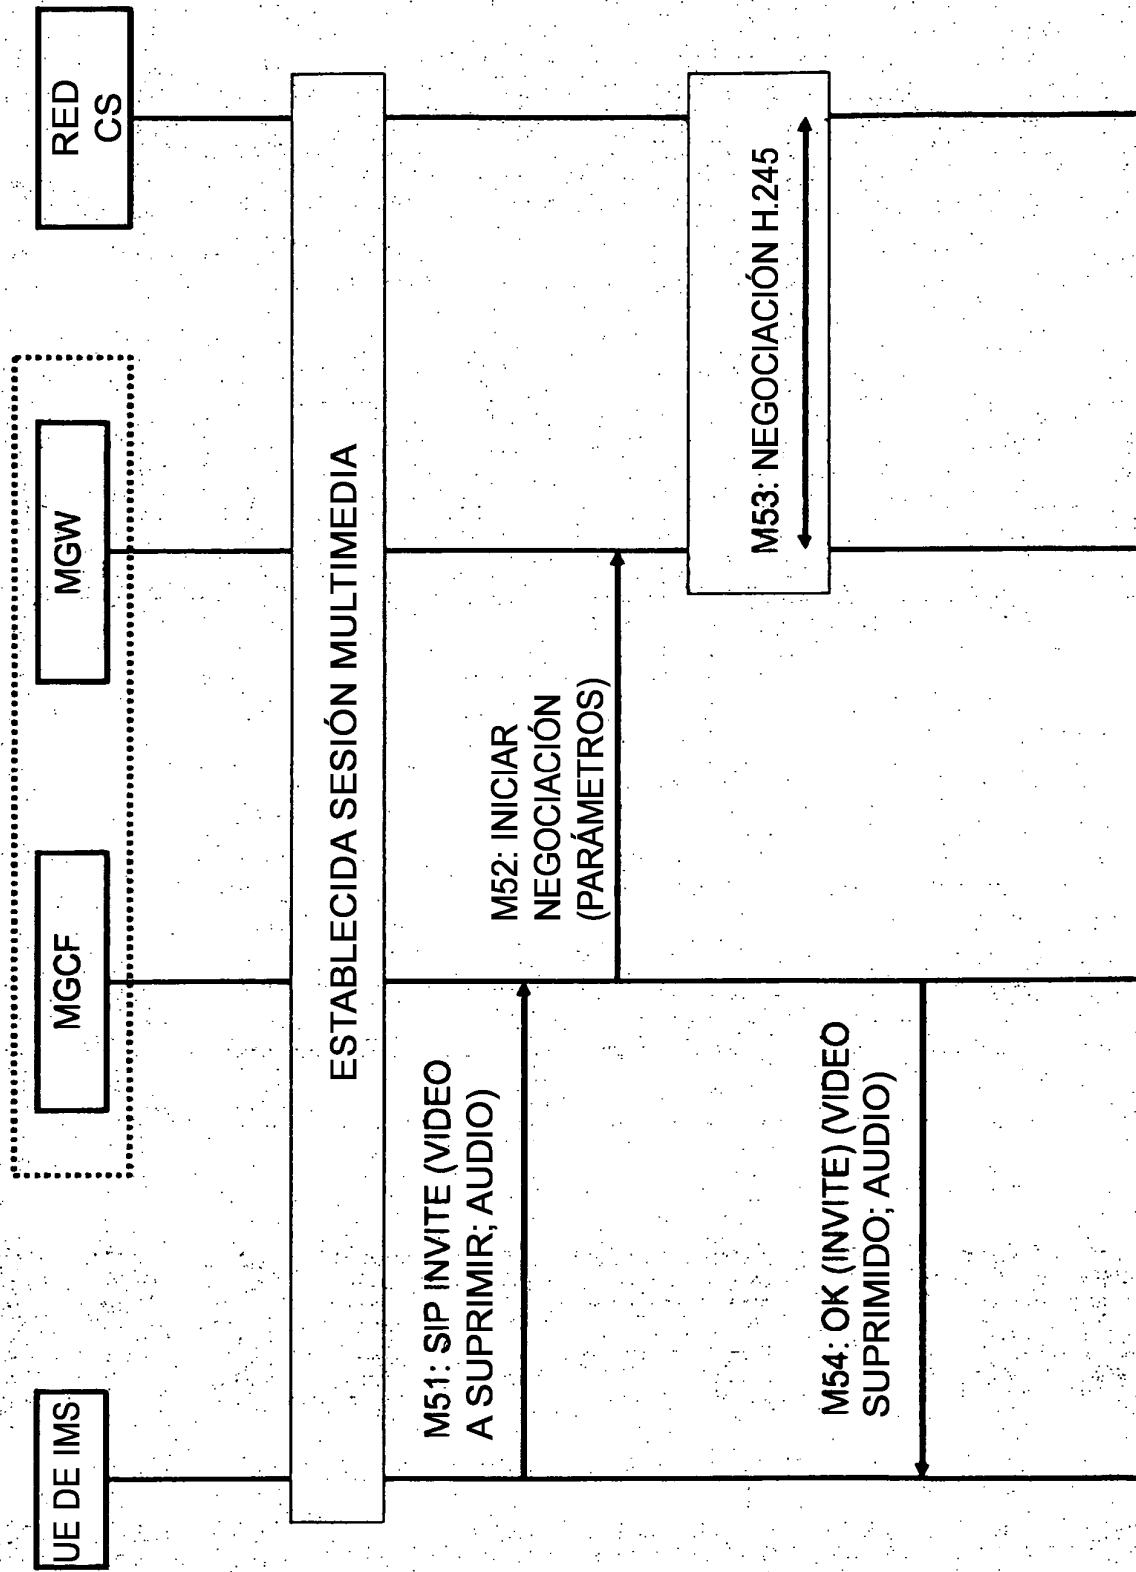 UE DE IMS
MGCF
MGW
RED
CS
ESTABLECIDA SESIÓN MULTIMEDIA
M51: SIP INVITE (VIDEO
A SUPRIMIR; AUDIO)
M52: INICIAR
NEGOCIACIÓN
(PARÁMETROS)
M53: NEGOCIACIÓN H.245
M54: OK (INVITE) (VIDEO
SUPRIMIDO; AUDIO)